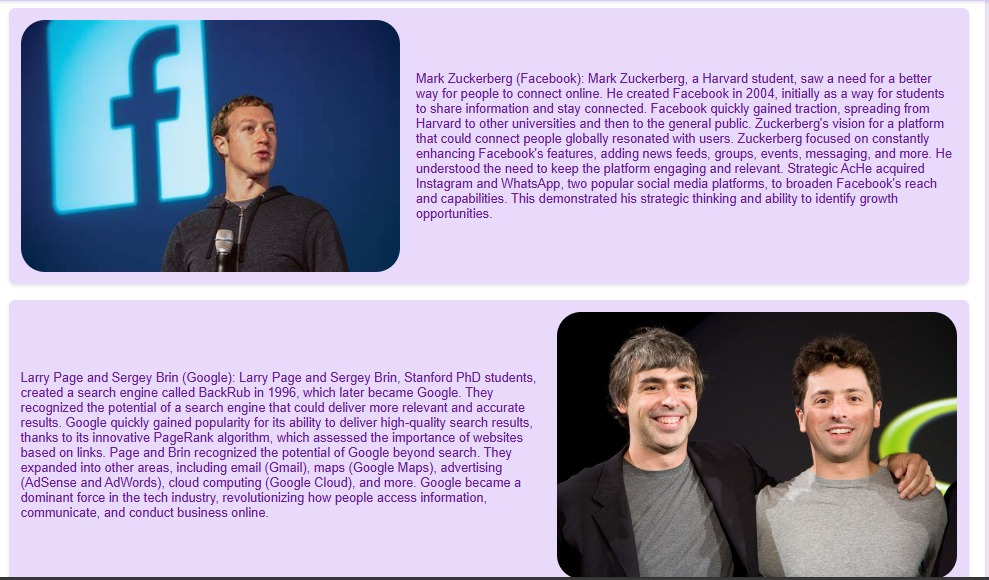 f
Mark Zuckerberg (Facebook): Mark Zuckerberg, a Harvard student, saw a need for a better
way for people to connect online. He created Facebook in 2004, initially as a way for students
to share information and stay connected. Facebook quickly gained traction, spreading from
Harvard to other universities and then to the general public. Zuckerberg's vision for a platform
that could connect people globally resonated with users. Zuckerberg focused on constantly
enhancing Facebook's features, adding news feeds, groups, events, messaging, and more. He
understood the need to keep the platform engaging and relevant. Strategic AcHe acquired
Instagram and WhatsApp, two popular social media platforms, to broaden Facebook's reach
and capabilities. This demonstrated his strategic thinking and ability to identify growth
opportunities.
Larry Page and Sergey Brin (Google): Larry Page and Sergey Brin, Stanford PhD students,
created a search engine called BackRub in 1996, which later became Google. They
recognized the potential of a search engine that could deliver more relevant and accurate
results. Google quickly gained popularity for its ability to deliver high-quality search results,
thanks to its innovative PageRank algorithm, which assessed the importance of websites
based on links. Page and Brin recognized the potential of Google beyond search. They
expanded into other areas, including email (Gmail), maps (Google Maps), advertising
(AdSense and AdWords), cloud computing (Google Cloud), and more. Google became a
dominant force in the tech industry, revolutionizing how people access information,
communicate, and conduct business online.